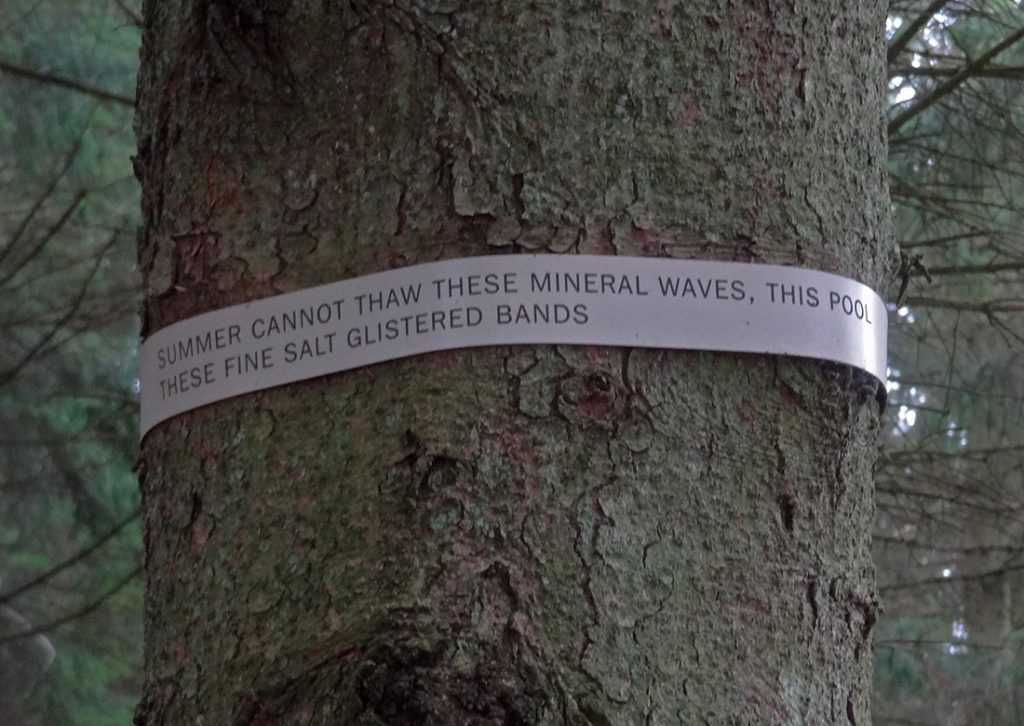 SUMMER CANNOT THAW THESE MINERAL WAVES, THIS POOL
THESE FINE SALT GLISTERED BANDS